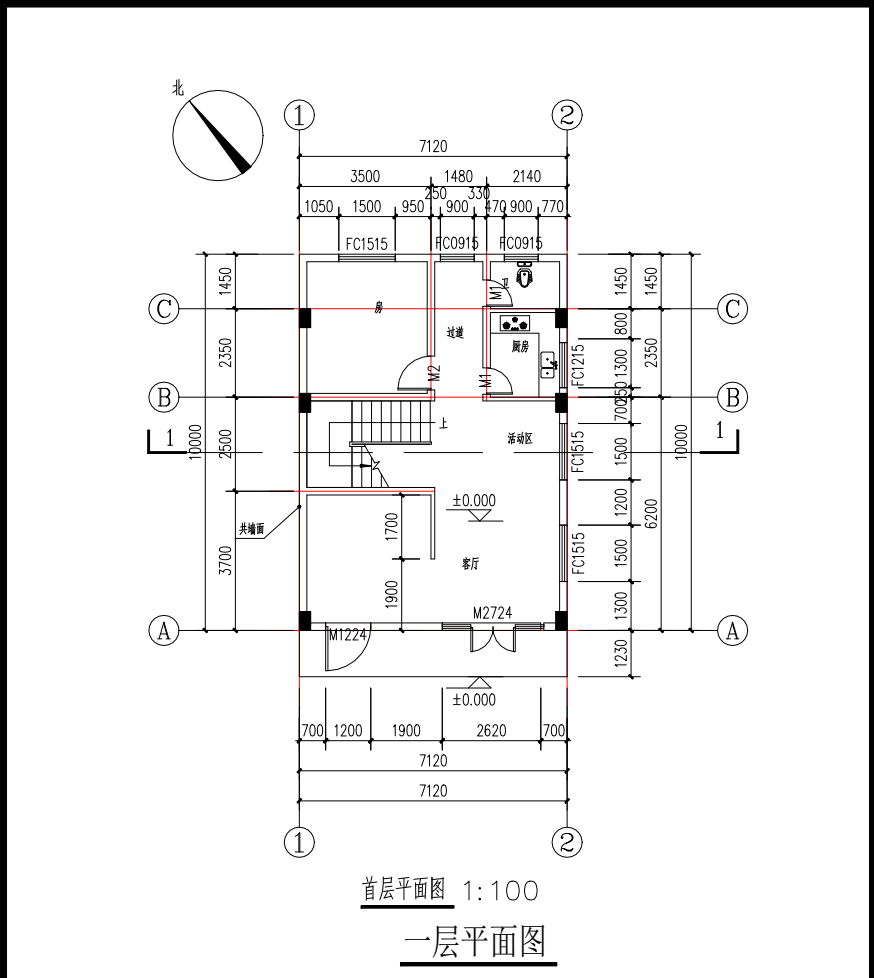 北
1 2
7120
3500 1480 2140
250 330
1050 1500 950 900 470 900 770
FC1515 FC0915 FC0915
M1 卫
C C
房 过道 厨房
M2 M1
FC1215
B B
1450 2350 2500 3700
10000
1450 800 1300 250 700 1500 1200 1500 1300 1230
1450 2350 6200
10000
1 1
上
活动区
FC1515
±0.000
共墙面
1700
1900
客厅
FC1515
M2724
M1224
A A
±0.000
700 1200 1900 2620 700
7120
7120
1 2
首层平面图 1:100
一层平面图